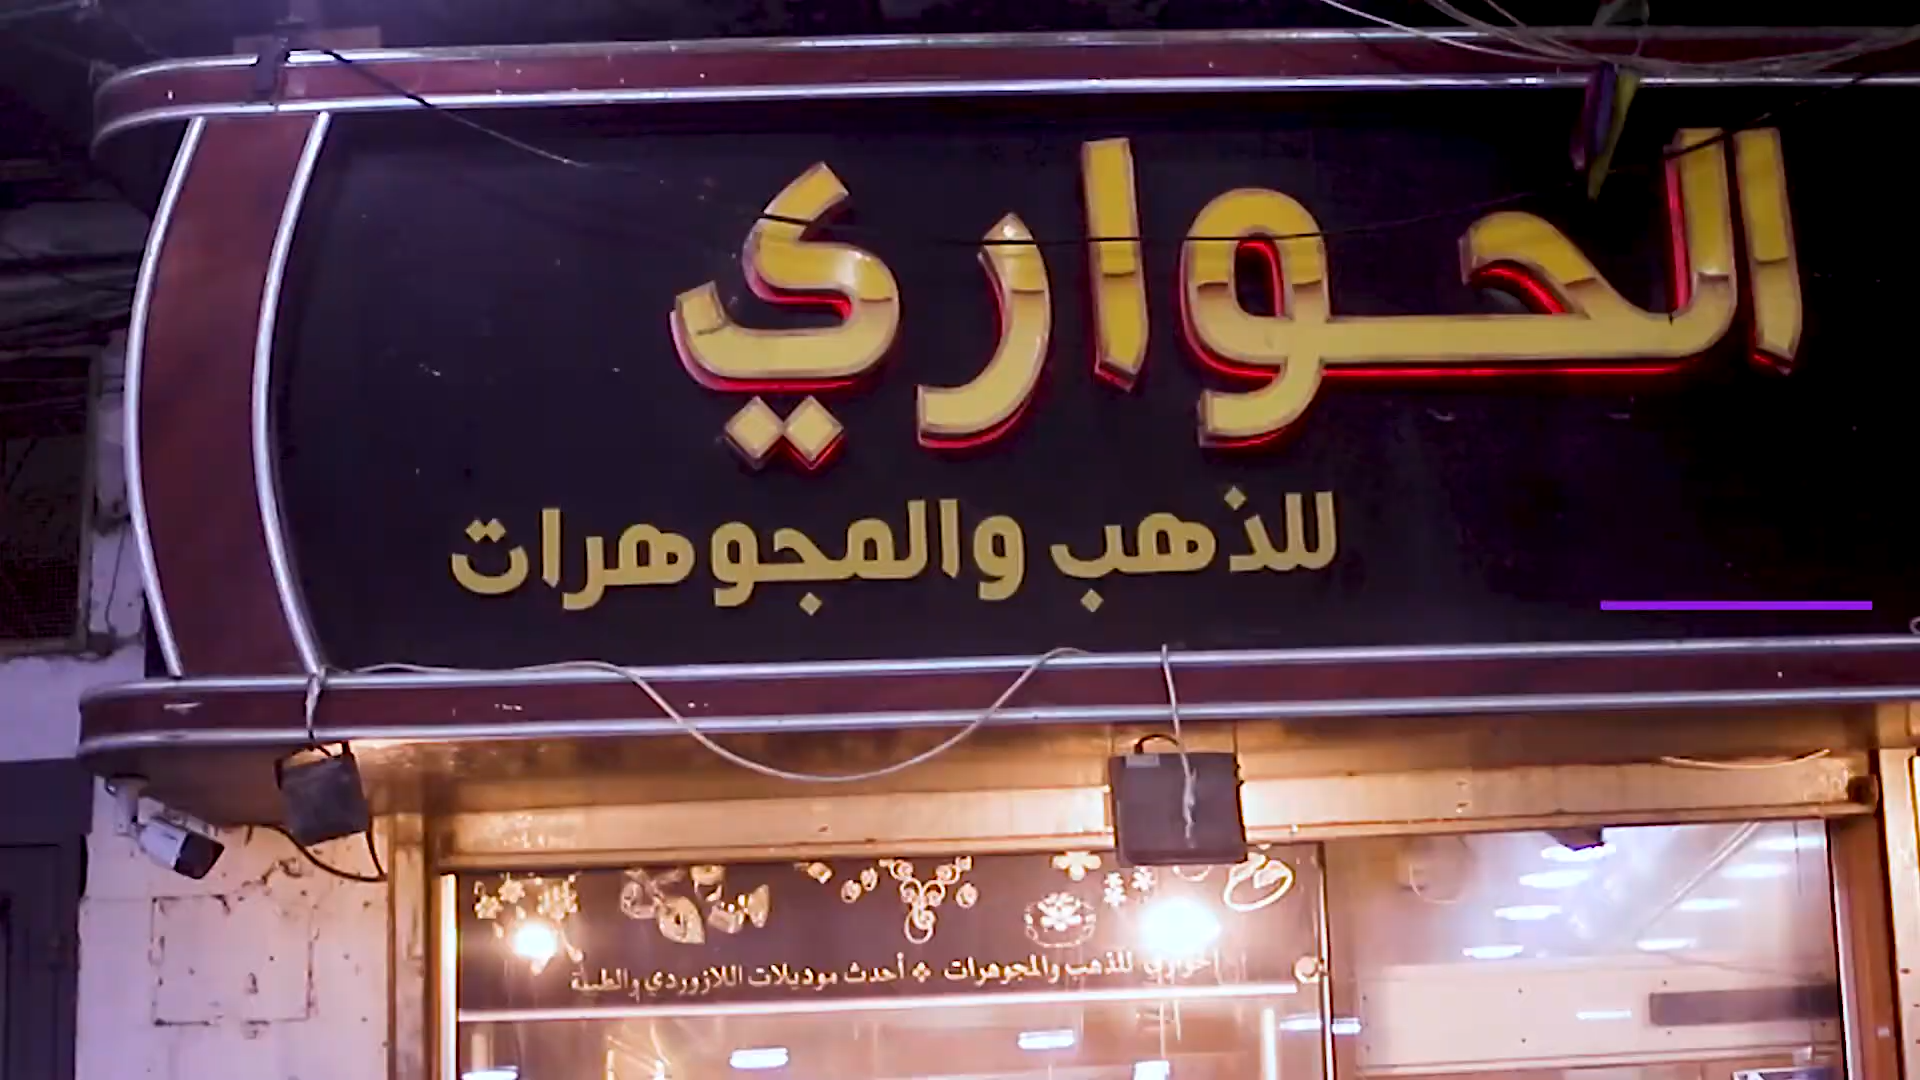 الحواري
للذهب والمجوهرات
الحواري للذهب والمجوهرات ❖ أحدث موديلات اللازوردي والطيبة